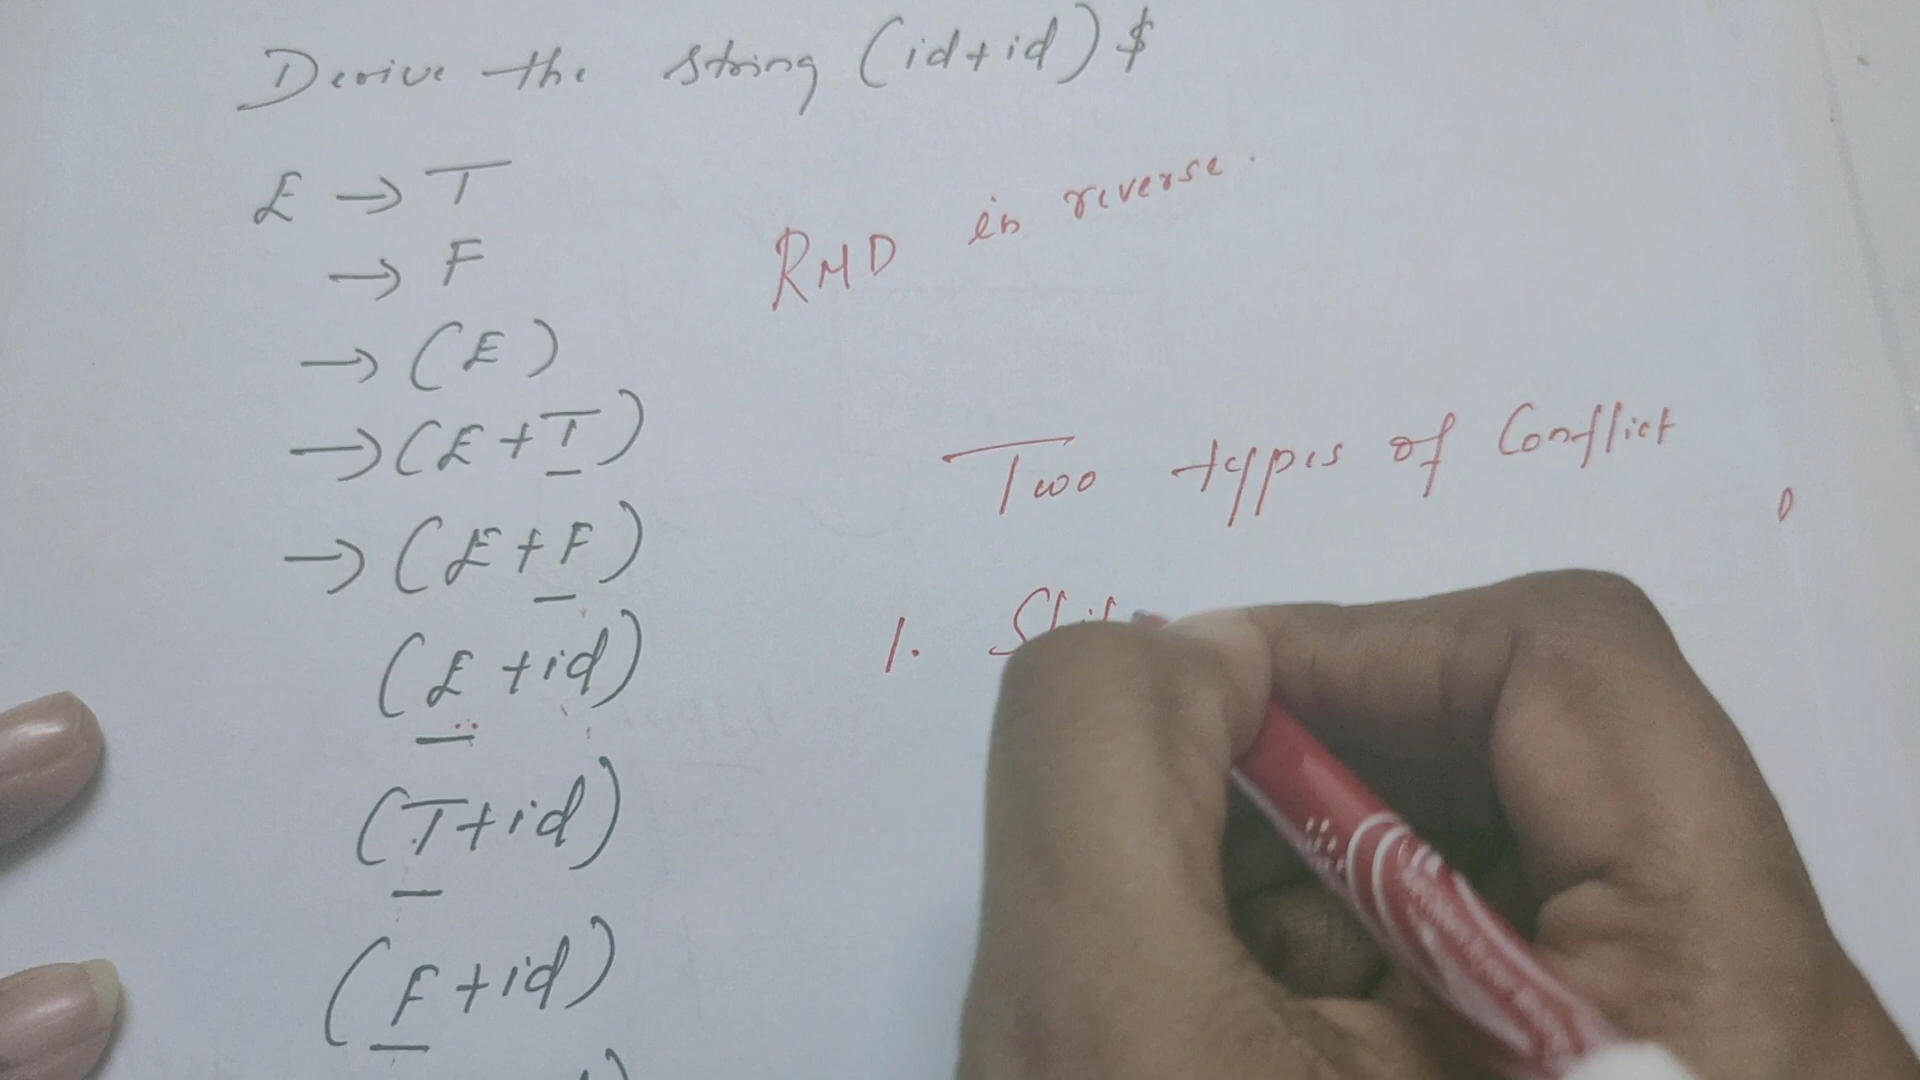 Derive the string (id+id) $
E → T
→ F
→ (E)
→ (E+T)
→ (E+F)
(E +id)
(T+id)
(F+id)
RMD in reverse.
Two types of Conflict
1.